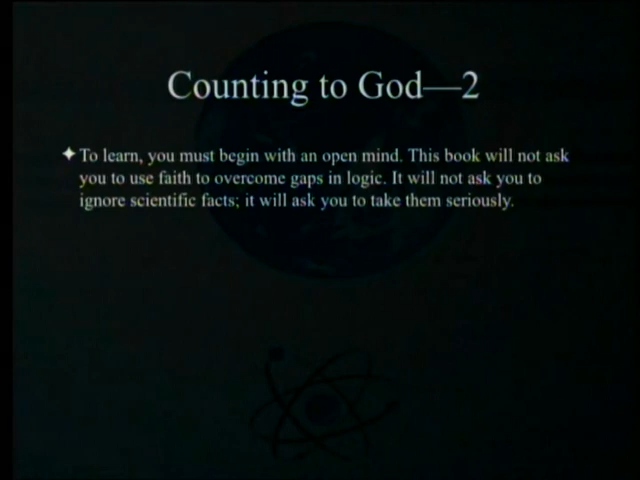 Counting to God—2
To learn, you must begin with an open mind. This book will not ask
you to use faith to overcome gaps in logic. It will not ask you to
ignore scientific facts; it will ask you to take them seriously.